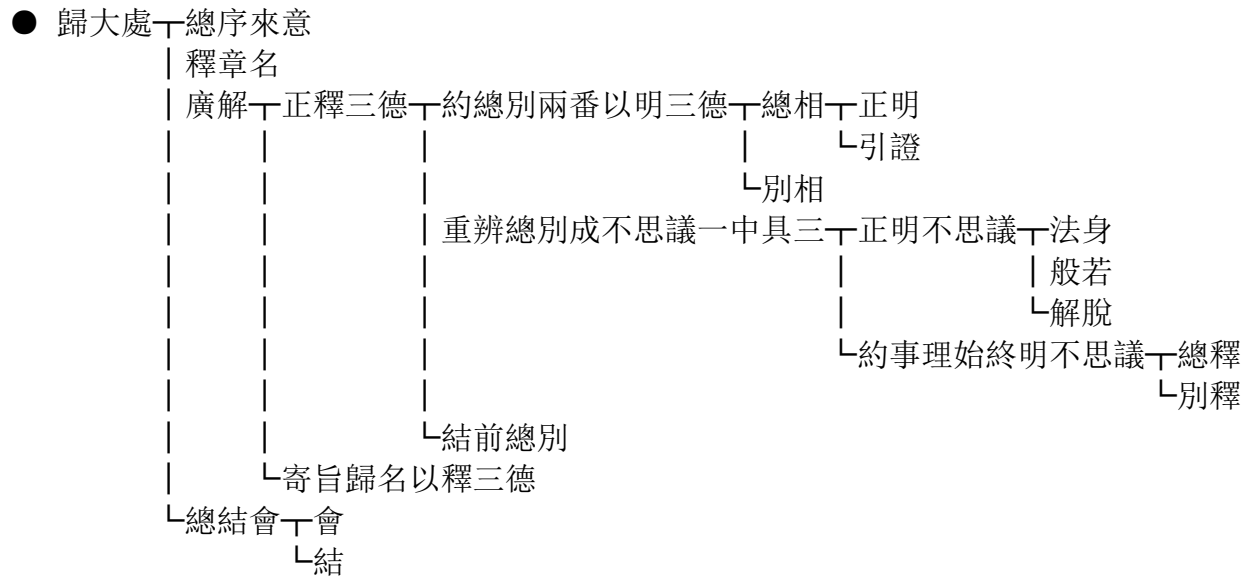 ● 歸大處┬總序來意
│釋章名
│廣解┬正釋三德┬約總別兩番以明三德┬總相┬正明
│ │ │ │ └引證
│ │ │ └別相
│ │ │重辨總別成不思議一中具三┬正明不思議┬法身
│ │ │ │ │般若
│ │ │ │ └解脫
│ │ │ └約事理始終明不思議┬總釋
│ │ │ └別釋
│ │ └結前總別
│ └寄旨歸名以釋三德
└總結會┬會
└結